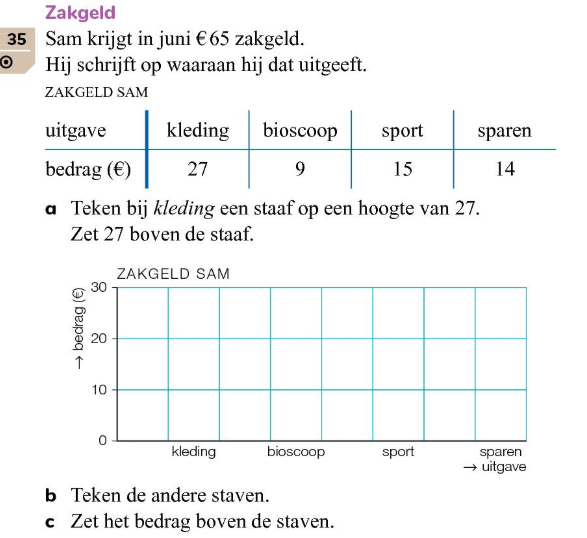 Zakgeld
35 Sam krijgt in juni €65 zakgeld.
Hij schrijft op waaraan hij dat uitgeeft.
ZAKGELD SAM
uitgave kleding bioscoop sport sparen
bedrag (€) 27 9 15 14
a Teken bij kleding een staaf op een hoogte van 27.
Zet 27 boven de staaf.
ZAKGELD SAM
→ bedrag (€)
30
20
10
0
kleding bioscoop sport sparen
→ uitgave
b Teken de andere staven.
c Zet het bedrag boven de staven.